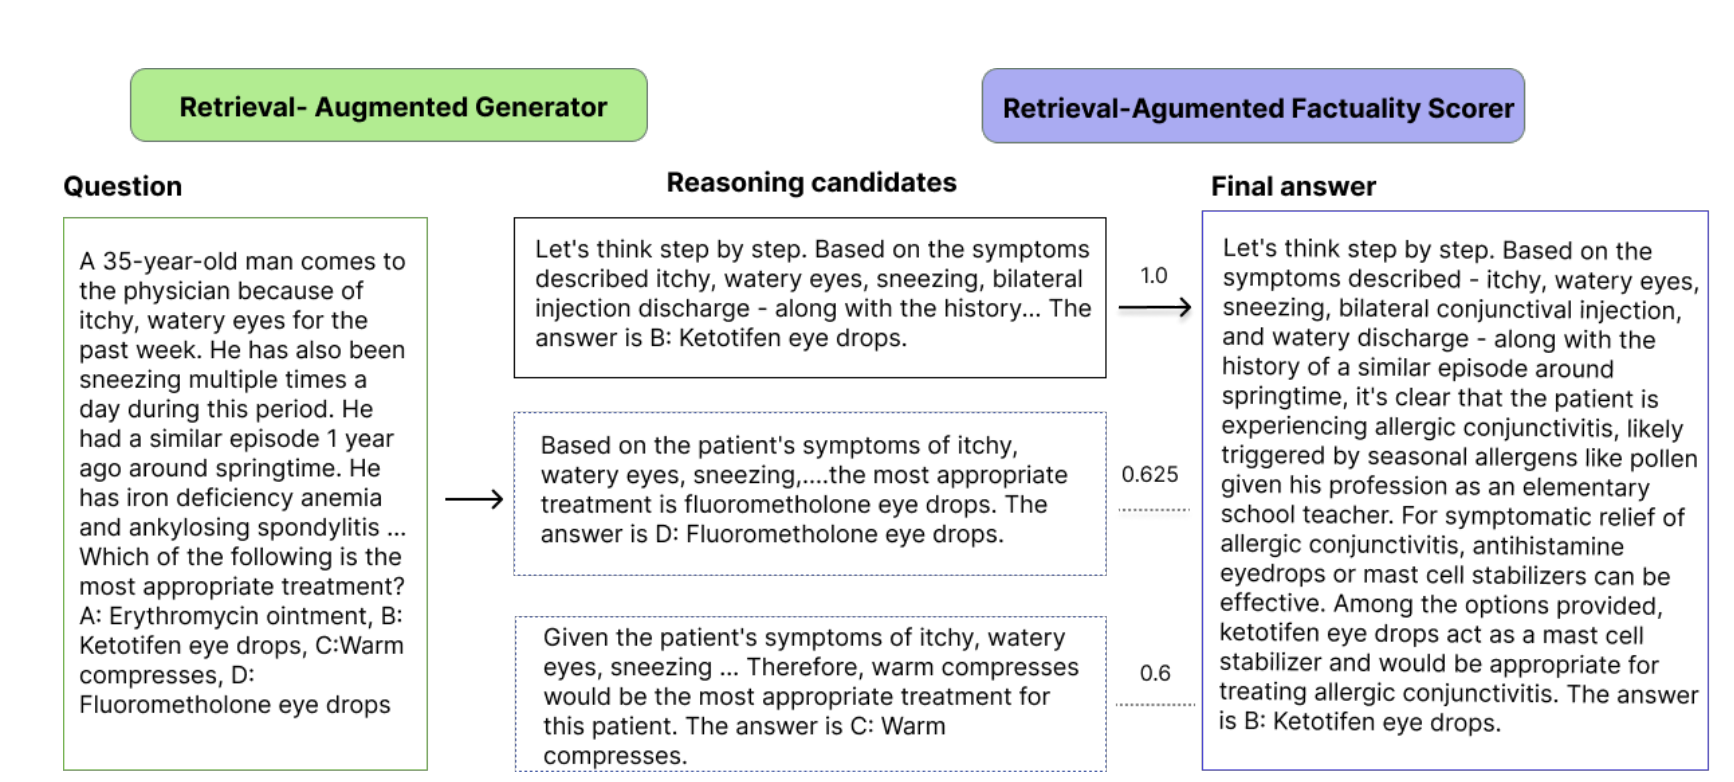 Retrieval- Augmented Generator
Retrieval-Agumented Factuality Scorer
Question
A 35-year-old man comes to
the physician because of
itchy, watery eyes for the
past week. He has also been
sneezing multiple times a
day during this period. He
had a similar episode 1 year
ago around springtime. He
has iron deficiency anemia
and ankylosing spondylitis ...
Which of the following is the
most appropriate treatment?
A: Erythromycin ointment, B:
Ketotifen eye drops, C:Warm
compresses, D:
Fluorometholone eye drops
Reasoning candidates
Let's think step by step. Based on the symptoms
described itchy, watery eyes, sneezing, bilateral
injection discharge - along with the history... The
answer is B: Ketotifen eye drops.
1.0
Based on the patient's symptoms of itchy,
watery eyes, sneezing,....the most appropriate
treatment is fluorometholone eye drops. The
answer is D: Fluorometholone eye drops.
0.625
Given the patient's symptoms of itchy, watery
eyes, sneezing ... Therefore, warm compresses
would be the most appropriate treatment for
this patient. The answer is C: Warm
compresses.
0.6
Final answer
Let's think step by step. Based on the
symptoms described - itchy, watery eyes,
sneezing, bilateral conjunctival injection,
and watery discharge - along with the
history of a similar episode around
springtime, it's clear that the patient is
experiencing allergic conjunctivitis, likely
triggered by seasonal allergens like pollen
given his profession as an elementary
school teacher. For symptomatic relief of
allergic conjunctivitis, antihistamine
eyedrops or mast cell stabilizers can be
effective. Among the options provided,
ketotifen eye drops act as a mast cell
stabilizer and would be appropriate for
treating allergic conjunctivitis. The answer
is B: Ketotifen eye drops.